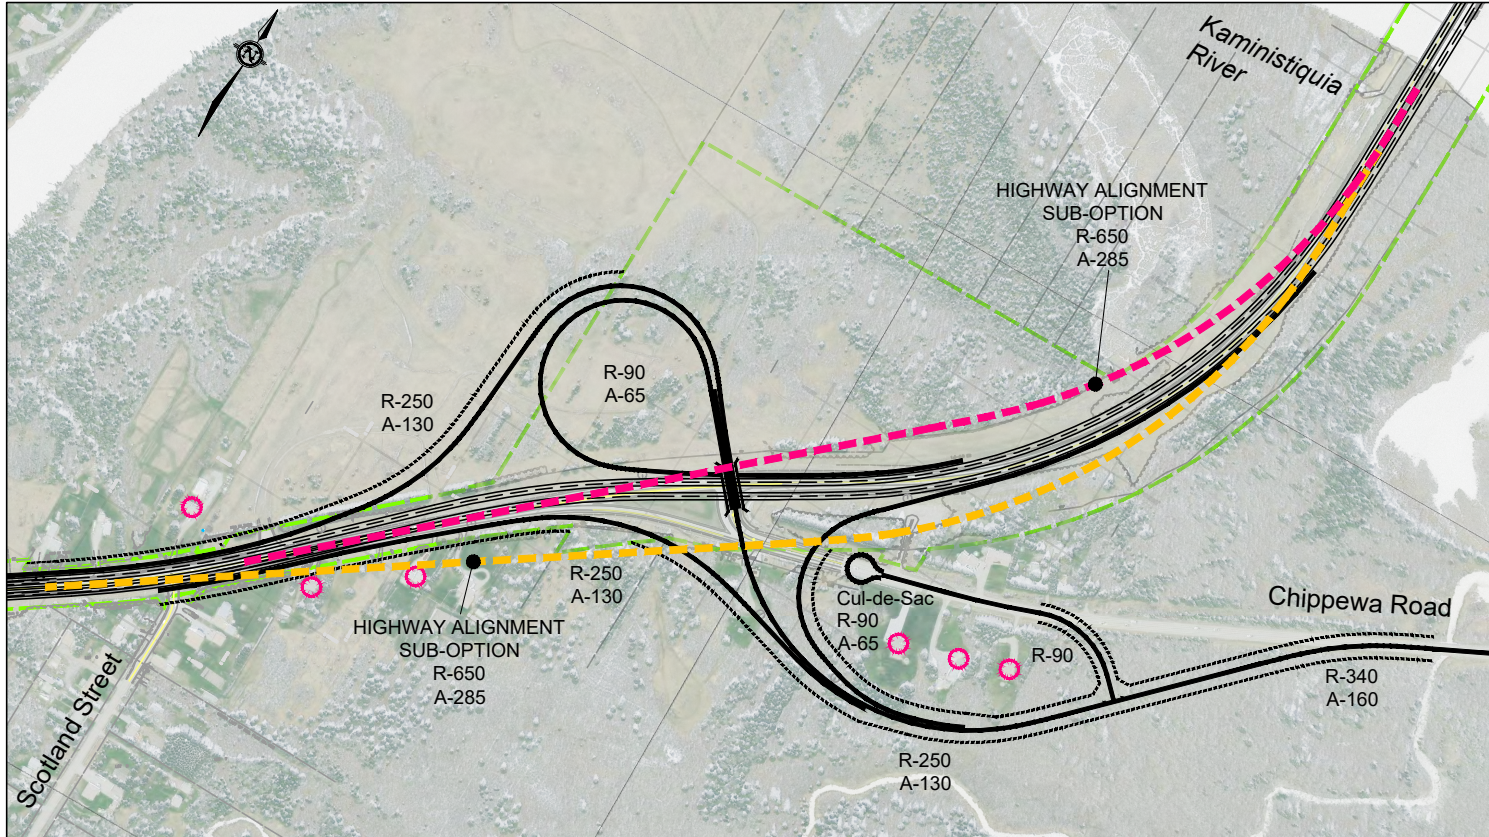 N
Kaministiquia
River
HIGHWAY ALIGNMENT
SUB-OPTION
R-650
A-285
R-90
A-65
R-250
A-130
R-250
A-130
HIGHWAY ALIGNMENT
SUB-OPTION
R-650
A-285
Cul-de-Sac
R-90
A-65
R-90
Chippewa Road
R-340
A-160
R-250
A-130
Scotland Street